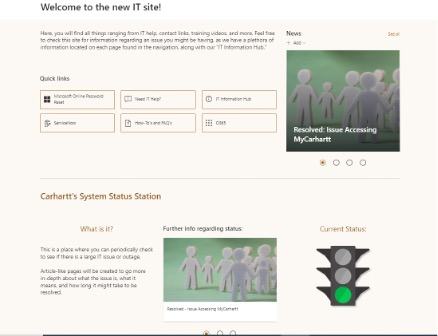 Welcome to the new IT site!
Here, you will find all things ranging from IT help, contact links, training videos, and more. Feel free
to check this site for information regarding an issue you might be having, as we have a plethora of
information located on each page found in the navigation, along with our "IT Information Hub."
News
See all
+ Add
Quick links
Microsoft Online Password
Reset
Need IT Help?
IT Information Hub
ServiceNow
How-To's and FAQ's
Resolved: Issue Accessing
MyCarhartt
Carhartt's System Status Station
What is it?
Further info regarding status:
Current Status:
This is a place where you can periodically check
to see if there is a large IT issue or outage.
Article-like pages will be created to go more
in-depth about what the issue is, what it
means, and how long it might take to be
resolved.
Resolved - Issue Accessing MyCarhartt